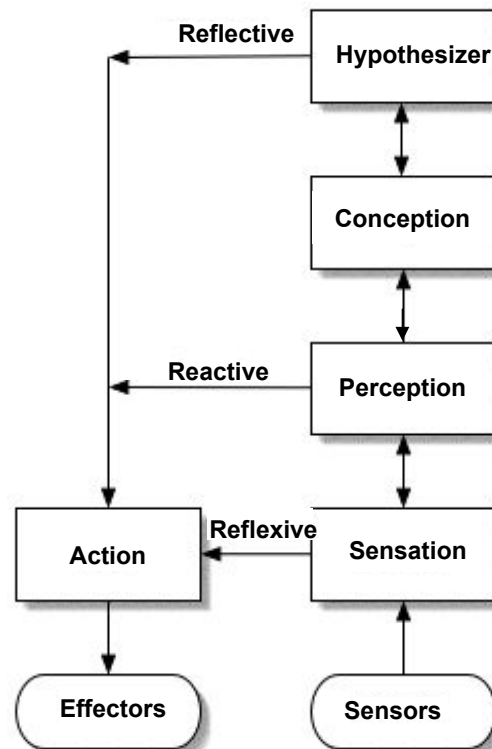 Reflective
Hypothesizer
Conception
Reactive
Perception
Reflexive
Action
Sensation
Effectors
Sensors